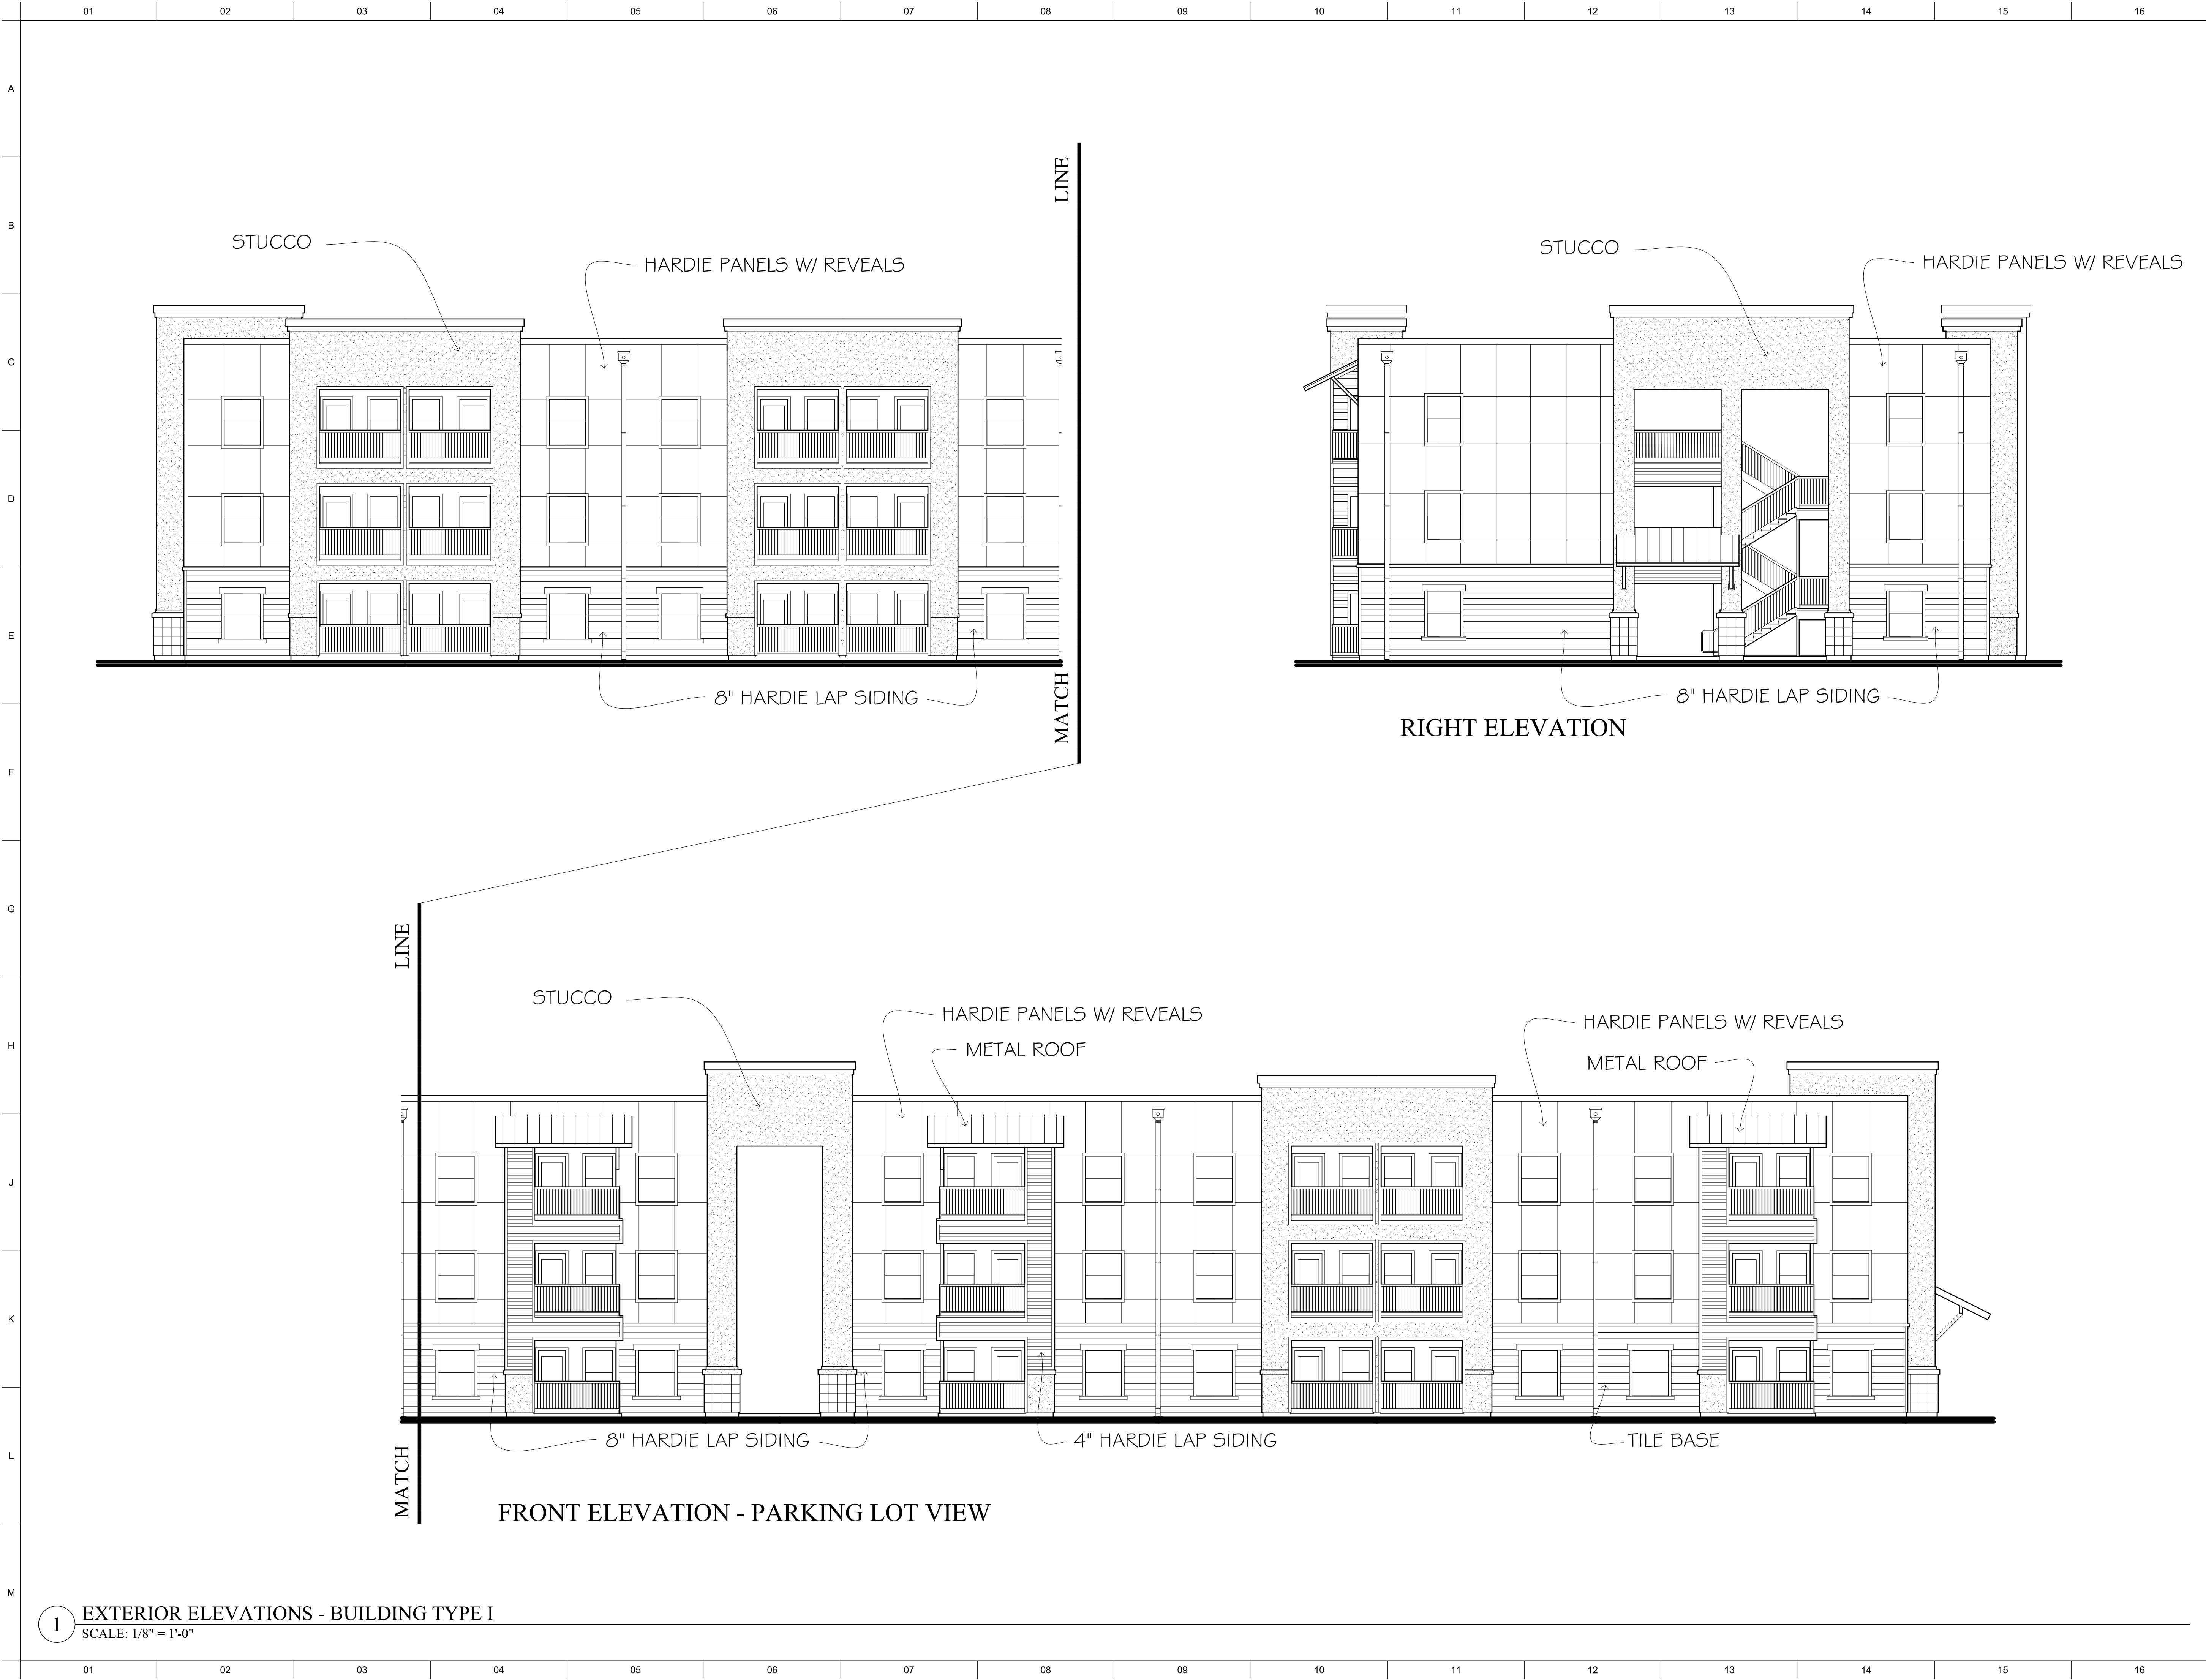 01 02 03 04 05 06 07 08 09 10 11 12 13 14 15 16
A
B
C
D
E
F
G
H
J
K
L
M
LINE
STUCCO
HARDIE PANELS W/ REVEALS
8" HARDIE LAP SIDING
MATCH
STUCCO
HARDIE PANELS W/ REVEALS
8" HARDIE LAP SIDING
RIGHT ELEVATION
LINE
STUCCO
HARDIE PANELS W/ REVEALS
METAL ROOF
HARDIE PANELS W/ REVEALS
METAL ROOF
8" HARDIE LAP SIDING
4" HARDIE LAP SIDING
TILE BASE
MATCH
FRONT ELEVATION - PARKING LOT VIEW
1
EXTERIOR ELEVATIONS - BUILDING TYPE I
SCALE: 1/8" = 1'-0"
01 02 03 04 05 06 07 08 09 10 11 12 13 14 15 16